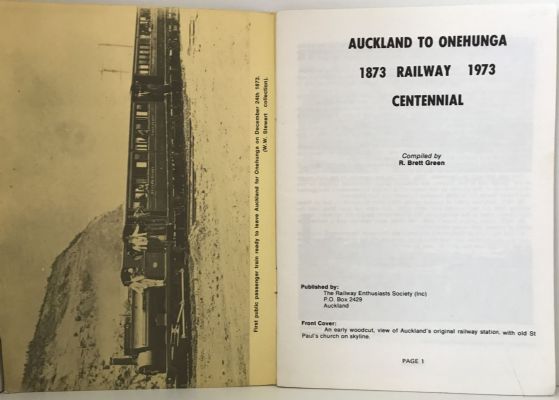 First public passenger train ready to leave Auckland for Onehunga on December 24th 1873.
(W.W. Stewart collection).
AUCKLAND TO ONEHUNGA
1873 RAILWAY 1973
CENTENNIAL
Compiled by
R. Brett Green
Published by:
The Railway Enthusiasts Society (Inc)
P.O. Box 2429
Auckland
Front Cover:
An early woodcut, view of Auckland's original railway station, with old St
Paul's church on skyline.
PAGE 1